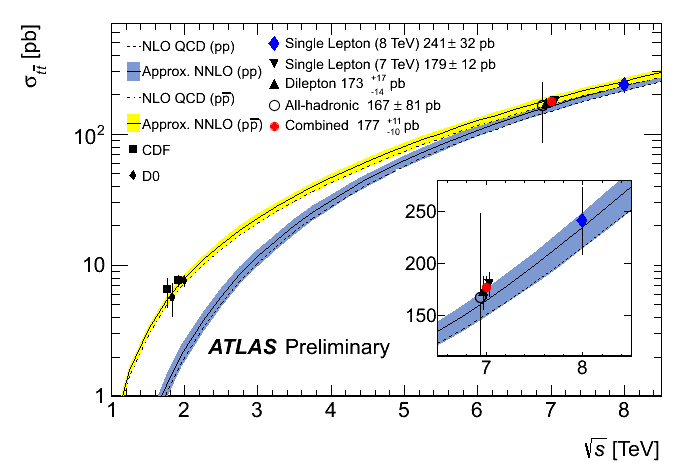 σ_tt̅ [pb]
NLO QCD (pp)
Approx. NNLO (pp)
NLO QCD (pp̅)
Approx. NNLO (pp̅)
CDF
D0
Single Lepton (8 TeV) 241 ± 32 pb
Single Lepton (7 TeV) 179 ± 12 pb
Dilepton 173 +17 -14 pb
All-hadronic 167 ± 81 pb
Combined 177 +11 -10 pb
10²
10
1
250
200
150
7 8
ATLAS Preliminary
1 2 3 4 5 6 7 8
√s [TeV]